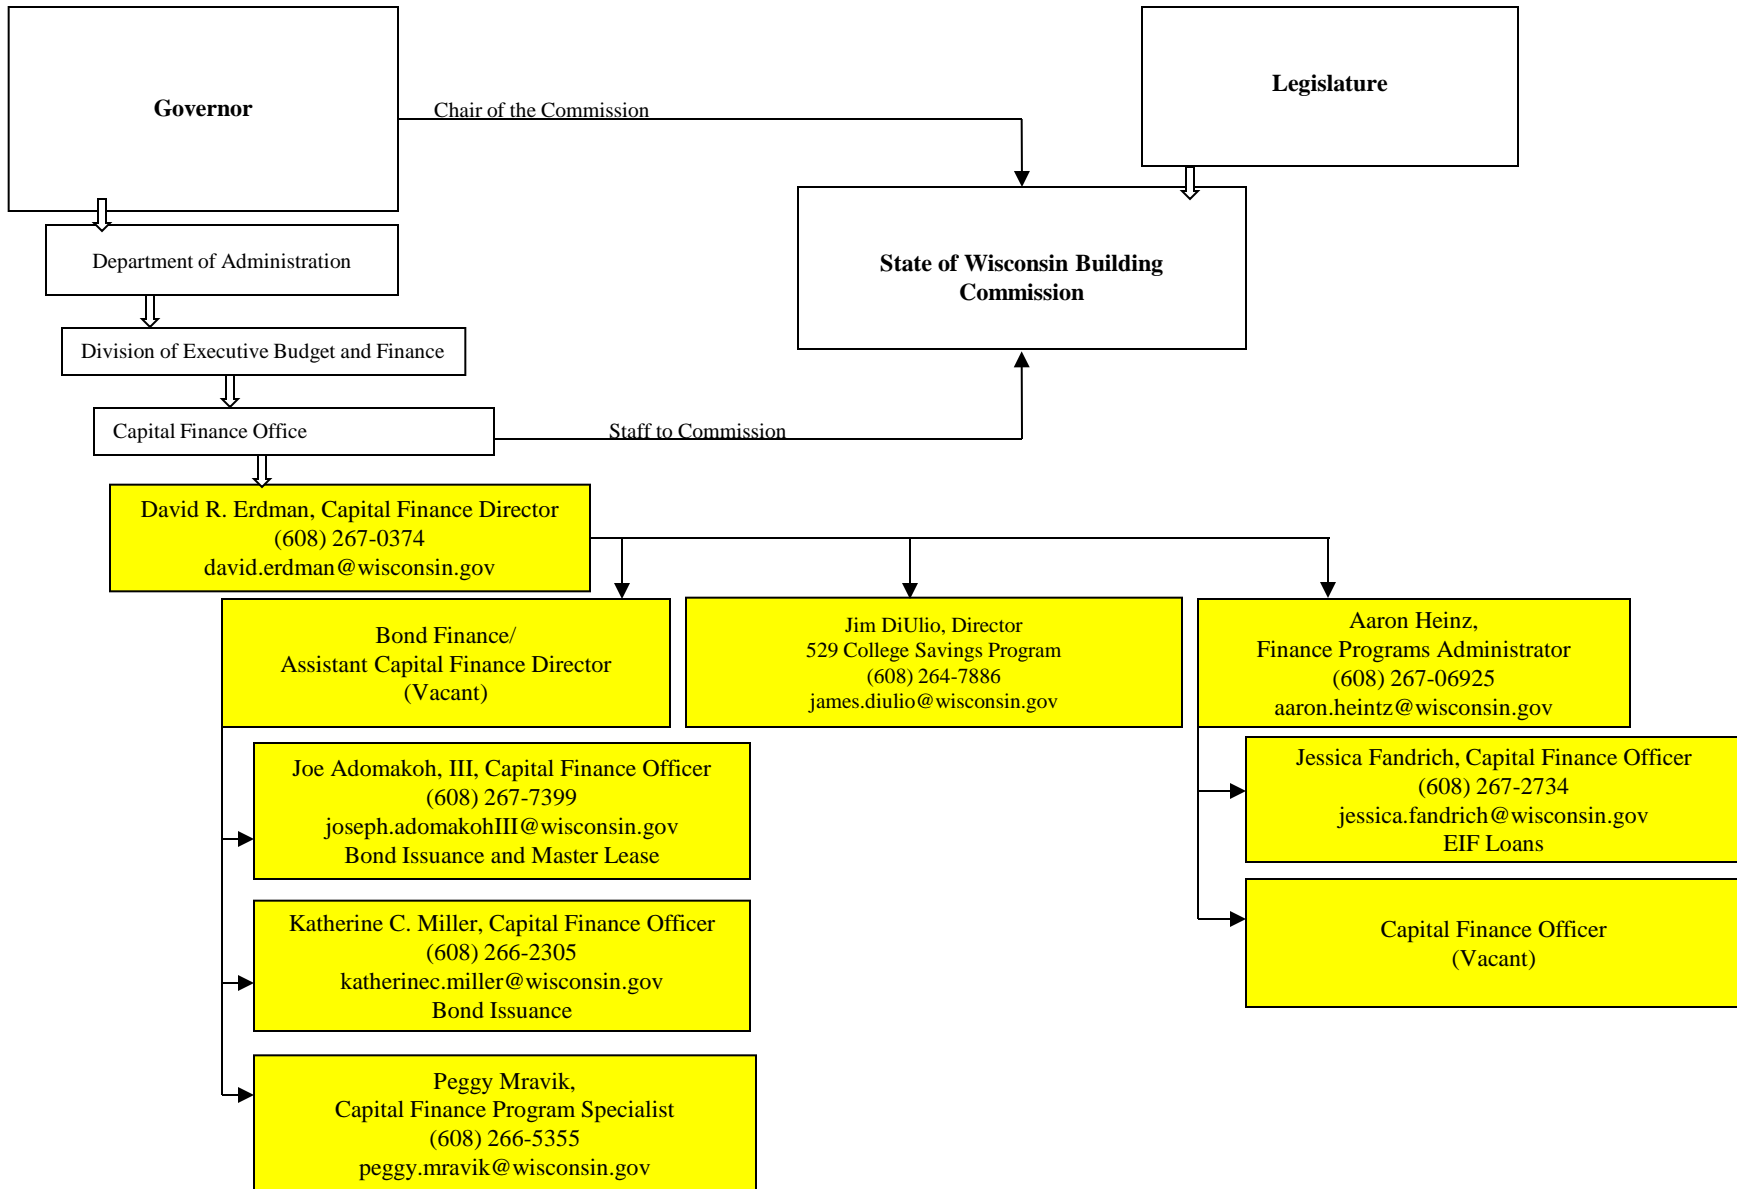 Governor
Chair of the Commission
Legislature
State of Wisconsin Building
Commission
Department of Administration
Division of Executive Budget and Finance
Capital Finance Office
Staff to Commission
David R. Erdman, Capital Finance Director
(608) 267-0374
david.erdman@wisconsin.gov
Bond Finance/
Assistant Capital Finance Director
(Vacant)
Jim DiUlio, Director
529 College Savings Program
(608) 264-7886
james.diulio@wisconsin.gov
Aaron Heinz,
Finance Programs Administrator
(608) 267-06925
aaron.heintz@wisconsin.gov
Joe Adomakoh, III, Capital Finance Officer
(608) 267-7399
joseph.adomakohIII@wisconsin.gov
Bond Issuance and Master Lease
Katherine C. Miller, Capital Finance Officer
(608) 266-2305
katherinec.miller@wisconsin.gov
Bond Issuance
Peggy Mravik,
Capital Finance Program Specialist
(608) 266-5355
peggy.mravik@wisconsin.gov
Jessica Fandrich, Capital Finance Officer
(608) 267-2734
jessica.fandrich@wisconsin.gov
EIF Loans
Capital Finance Officer
(Vacant)